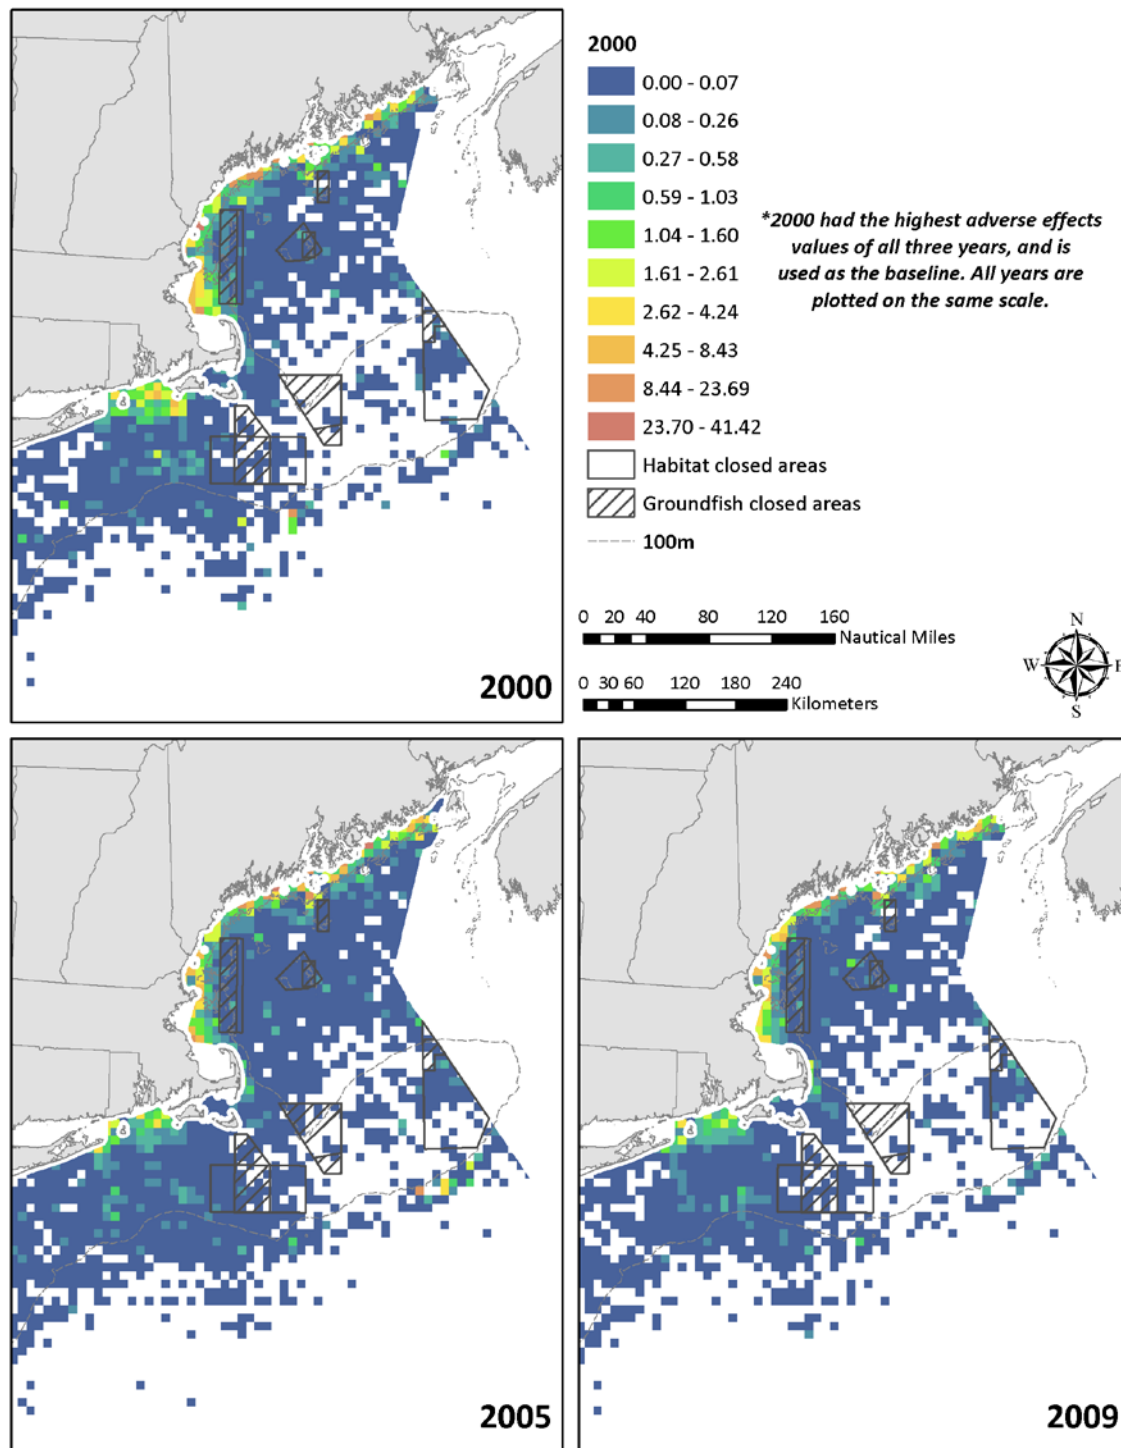 2000
0.00 - 0.07
0.08 - 0.26
0.27 - 0.58
0.59 - 1.03
1.04 - 1.60
1.61 - 2.61
2.62 - 4.24
4.25 - 8.43
8.44 - 23.69
23.70 - 41.42
Habitat closed areas
Groundfish closed areas
100m
*2000 had the highest adverse effects
values of all three years, and is
used as the baseline. All years are
plotted on the same scale.
0 20 40 80 120 160
Nautical Miles
0 30 60 120 180 240
Kilometers
N
W E
S
2000
2005
2009